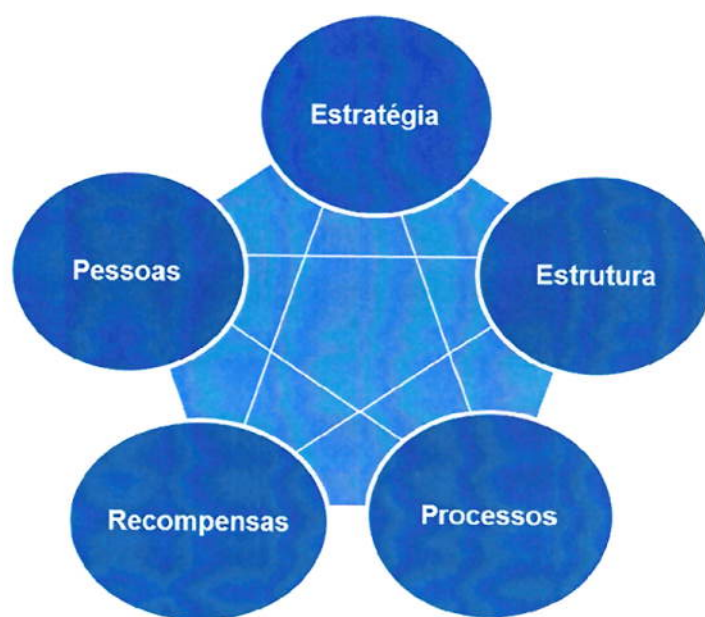 Estratégia
Pessoas
Estrutura
Recompensas
Processos